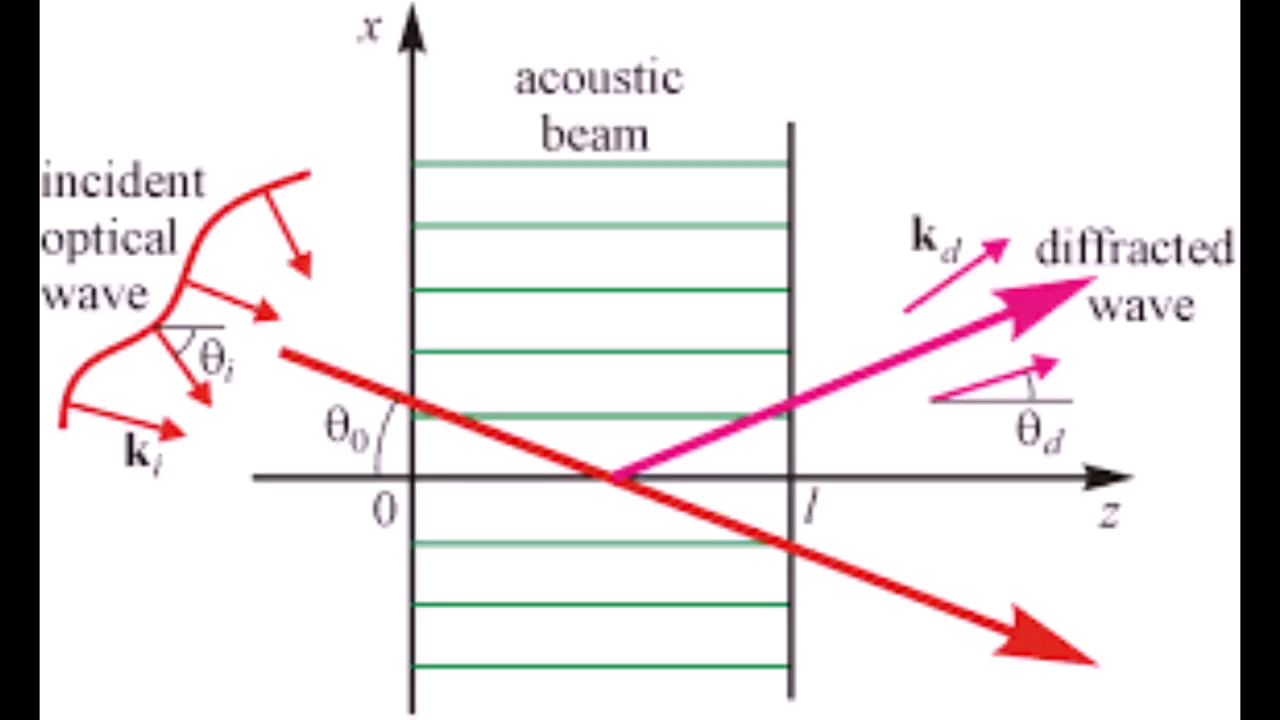 x
acoustic
beam
incident
optical
wave
θi
ki
θ0
0
kd
diffracted
wave
θd
l
z